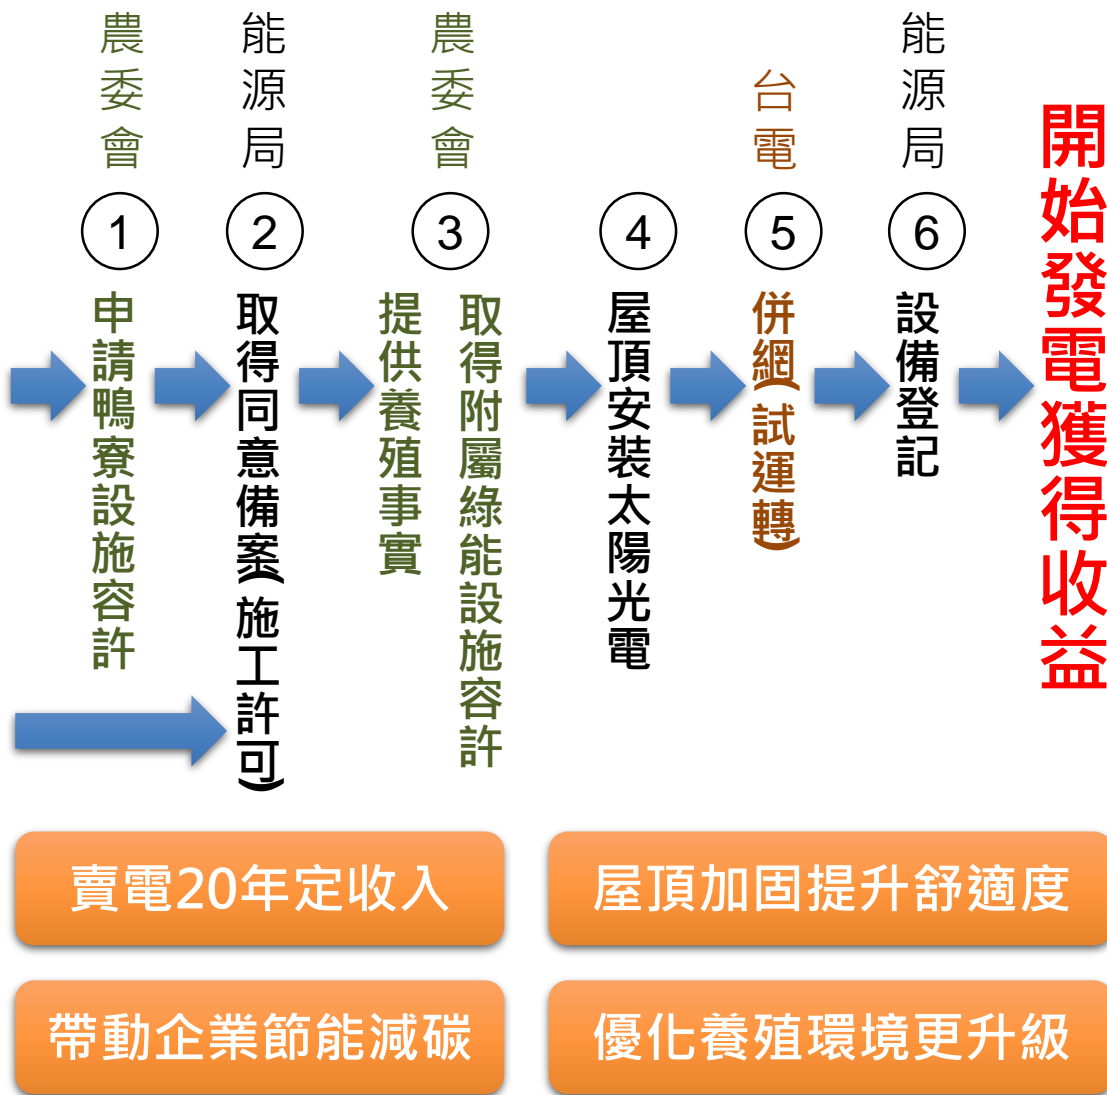 農委會
①
申請鴨寮設施容許
能源局
②
取得同意備案(施工許可)
農委會
③
提供養殖事實
取得附屬綠能設施容許
④
屋頂安裝太陽光電
台電
⑤
併網(試運轉)
能源局
⑥
設備登記
開始發電獲得收益
賣電20年定收入
屋頂加固提升舒適度
帶動企業節能減碳
優化養殖環境更升級